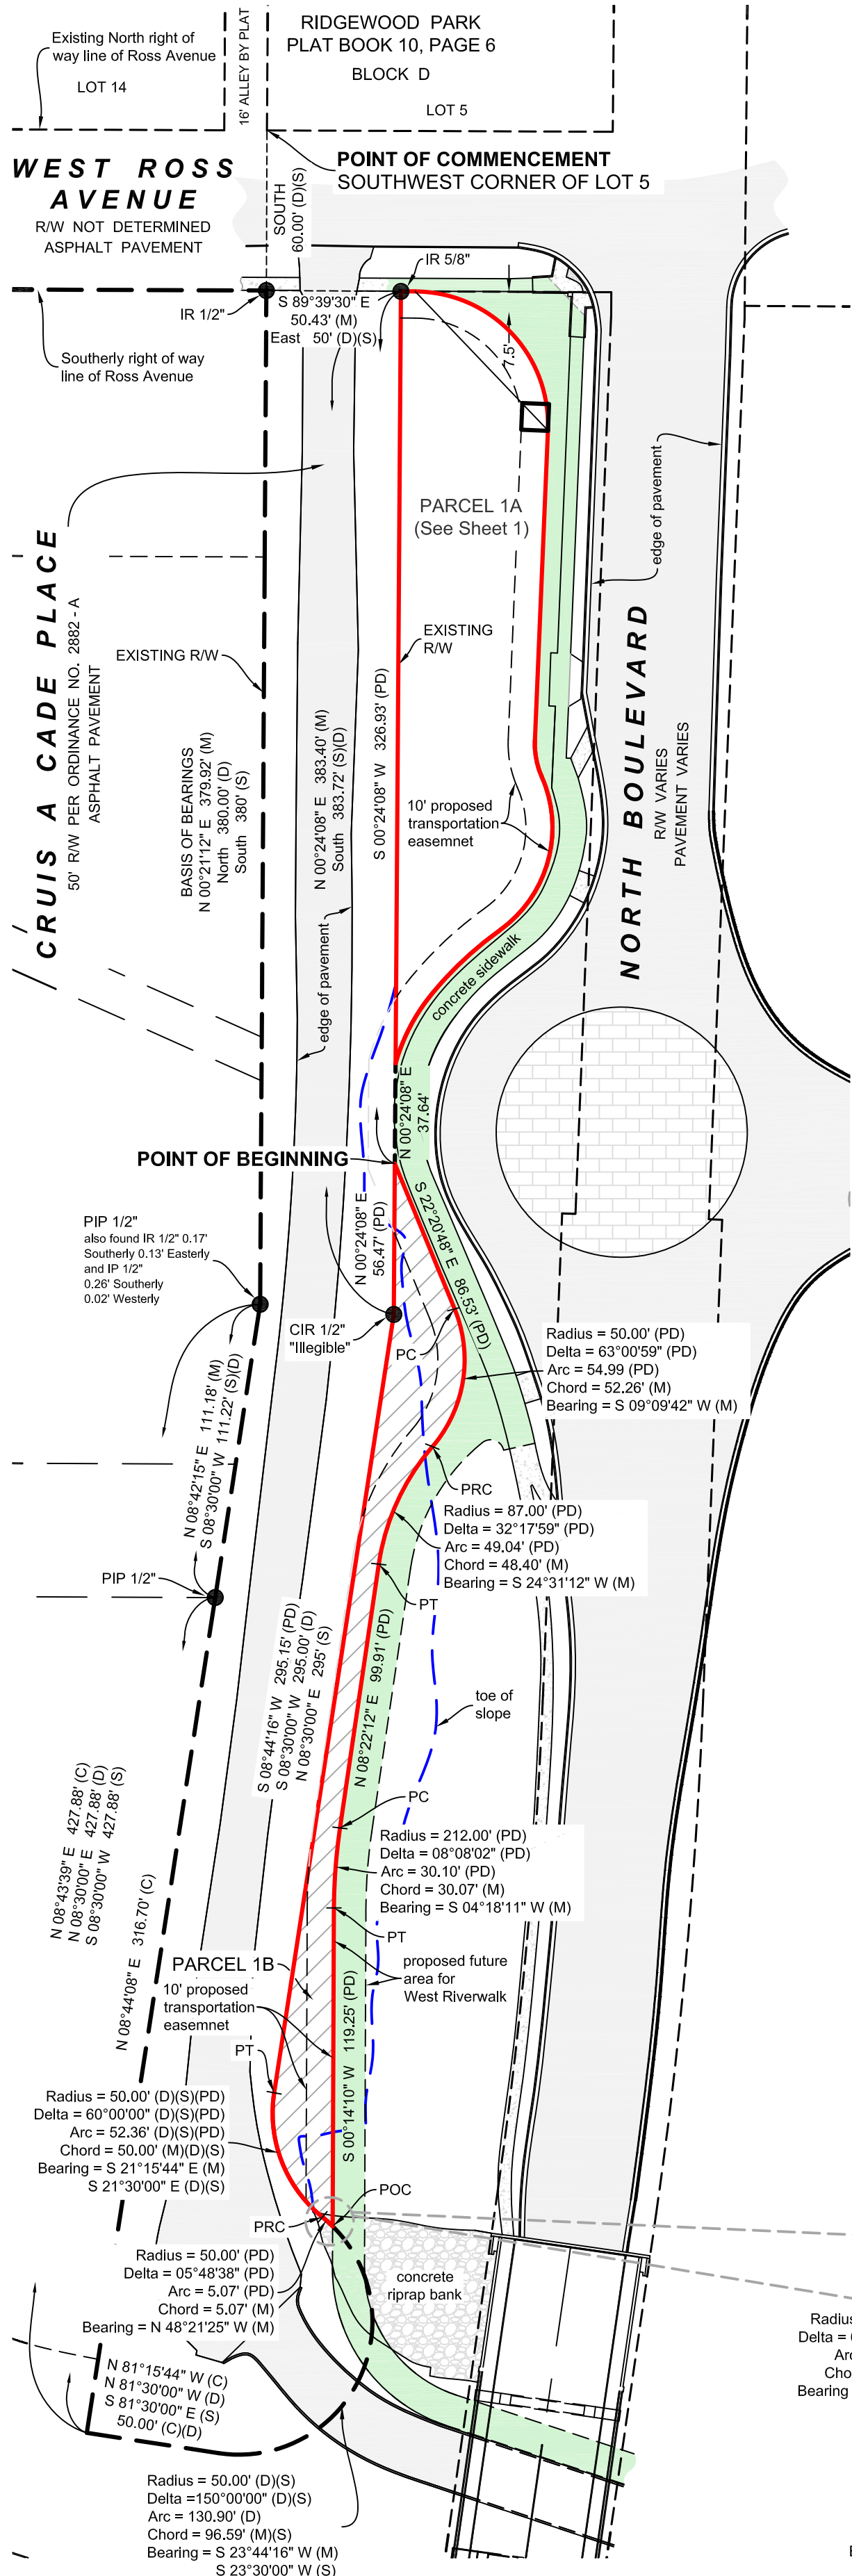 RIDGEWOOD PARK
PLAT BOOK 10, PAGE 6
BLOCK D
LOT 5
Existing North right of
way line of Ross Avenue
LOT 14
16' ALLEY BY PLAT
POINT OF COMMENCEMENT
SOUTHWEST CORNER OF LOT 5
WEST ROSS
AVENUE
R/W NOT DETERMINED
ASPHALT PAVEMENT
SOUTH
60.00' (D)(S)
IR 5/8"
IR 1/2"
S 89°39'30" E
50.43' (M)
East 50' (D)(S)
7.5'
Southerly right of way
line of Ross Avenue
PARCEL 1A
(See Sheet 1)
edge of pavement
CRUIS A CADE PLACE
50' R/W PER ORDINANCE NO. 2882 - A
ASPHALT PAVEMENT
EXISTING R/W
EXISTING
R/W
NORTH BOULEVARD
R/W VARIES
PAVEMENT VARIES
BASIS OF BEARINGS
N 00°21'12" E 379.92' (M)
North 380.00' (D)
South 380' (S)
N 00°24'08" E 383.40' (M)
South 383.72' (S)(D)
S 00°24'08" W 326.93' (PD)
10' proposed
transportation
easemnet
edge of pavement
concrete sidewalk
N 00°24'08" E
37.64'
POINT OF BEGINNING
N 00°24'08" E
56.47' (PD)
S 22°20'48" E 86.53' (PD)
PIP 1/2"
also found IR 1/2" 0.17'
Southerly 0.13' Easterly
and IP 1/2"
0.26' Southerly
0.02' Westerly
CIR 1/2"
"Illegible"
PC
Radius = 50.00' (PD)
Delta = 63°00'59" (PD)
Arc = 54.99 (PD)
Chord = 52.26' (M)
Bearing = S 09°09'42" W (M)
N 08°42'15" E 111.18' (M)
S 08°30'00" W 111.22' (S)(D)
PRC
Radius = 87.00' (PD)
Delta = 32°17'59" (PD)
Arc = 49.04' (PD)
Chord = 48.40' (M)
Bearing = S 24°31'12" W (M)
PIP 1/2"
PT
S 08°44'16" W 295.15' (PD)
S 08°30'00" W 295.00' (D)
N 08°30'00" E 295' (S)
N 08°22'12" E 99.91' (PD)
toe of
slope
PC
N 08°43'39" E 427.88' (C)
N 08°30'00" E 427.88' (D)
S 08°30'00" W 427.88' (S)
Radius = 212.00' (PD)
Delta = 08°08'02" (PD)
Arc = 30.10' (PD)
Chord = 30.07' (M)
Bearing = S 04°18'11" W (M)
N 08°44'08" E 316.70' (C)
PT
PARCEL 1B
proposed future
area for
West Riverwalk
10' proposed
transportation
easemnet
S 00°14'10" W 119.25' (PD)
PT
Radius = 50.00' (D)(S)(PD)
Delta = 60°00'00" (D)(S)(PD)
Arc = 52.36' (D)(S)(PD)
Chord = 50.00' (M)(D)(S)
Bearing = S 21°15'44" E (M)
S 21°30'00" E (D)(S)
POC
PRC
Radius = 50.00' (PD)
Delta = 05°48'38" (PD)
Arc = 5.07' (PD)
Chord = 5.07' (M)
Bearing = N 48°21'25" W (M)
concrete
riprap bank
Radius
Delta =
Bearing
N 81°15'44" W (C)
N 81°30'00" W (D)
S 81°30'00" E (S)
50.00' (C)(D)
Radius = 50.00' (D)(S)
Delta =150°00'00" (D)(S)
Arc = 130.90' (D)
Chord = 96.59' (M)(S)
Bearing = S 23°44'16" W (M)
S 23°30'00" W (S)